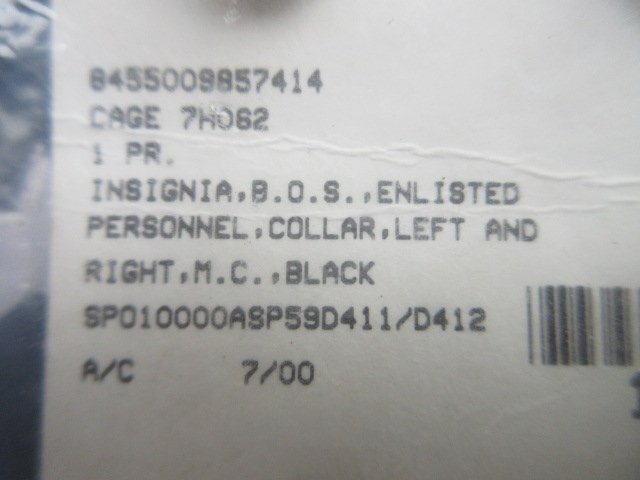 8455009857414
CAGE 7H062
1 PR.
INSIGNIA,B.O.S.,ENLISTED
PERSONNEL,COLLAR,LEFT AND
RIGHT,M.C.,BLACK
SP010000ASP59D411/D412
A/C 7/00